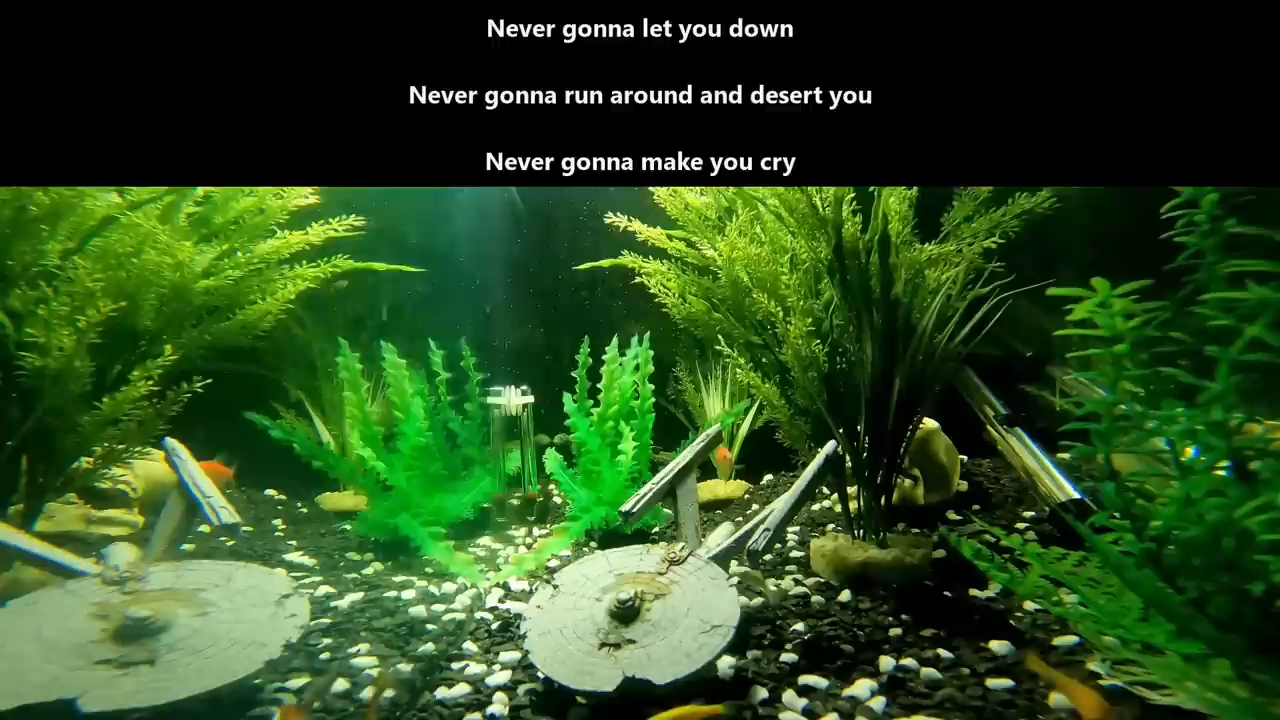 Never gonna let you down
Never gonna run around and desert you
Never gonna make you cry